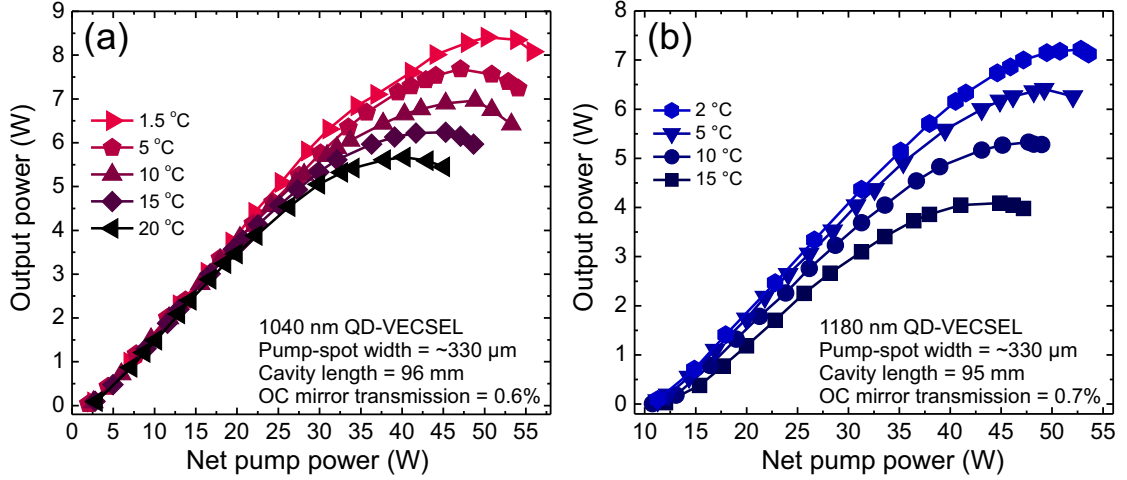 (a)
9
8
7
6
5
4
3
2
1
0
Output power (W)
1.5 °C
5 °C
10 °C
15 °C
20 °C
1040 nm QD-VECSEL
Pump-spot width = ~330 µm
Cavity length = 96 mm
OC mirror transmission = 0.6%
0 5 10 15 20 25 30 35 40 45 50 55
Net pump power (W)
(b)
8
7
6
5
4
3
2
1
0
Output power (W)
2 °C
5 °C
10 °C
15 °C
1180 nm QD-VECSEL
Pump-spot width = ~330 µm
Cavity length = 95 mm
OC mirror transmission = 0.7%
10 15 20 25 30 35 40 45 50 55
Net pump power (W)